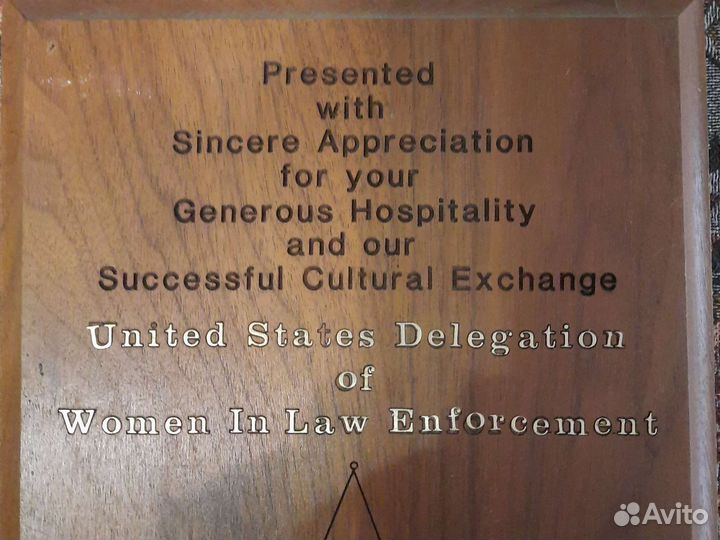 Presented
with
Sincere Appreciation
for your
Generous Hospitality
and our
Successful Cultural Exchange
United States Delegation
of
Women In Law Enforcement
Avito